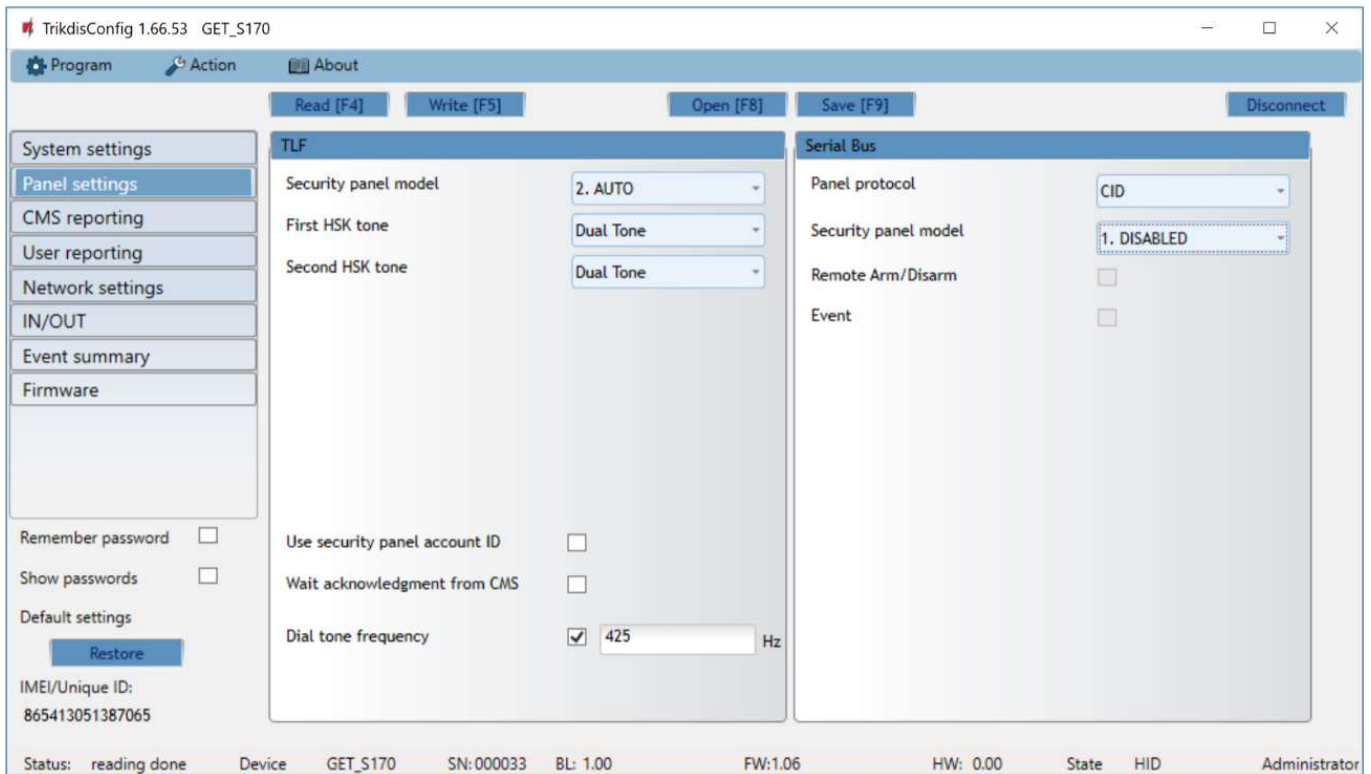 TrikdisConfig 1.66.53 GET_S170
Program Action About
Read [F4] Write [F5] Open [F8] Save [F9] Disconnect
System settings
Panel settings
CMS reporting
User reporting
Network settings
IN/OUT
Event summary
Firmware
Remember password
Show passwords
Default settings
Restore
IMEI/Unique ID:
865413051387065
TLF
Security panel model 2. AUTO
First HSK tone Dual Tone
Second HSK tone Dual Tone
Use security panel account ID
Wait acknowledgment from CMS
Dial tone frequency 425 Hz
Serial Bus
Panel protocol CID
Security panel model 1. DISABLED
Remote Arm/Disarm
Event
Status: reading done Device GET_S170 SN:000033 BL: 1.00 FW:1.06 HW: 0.00 State HID Administrator